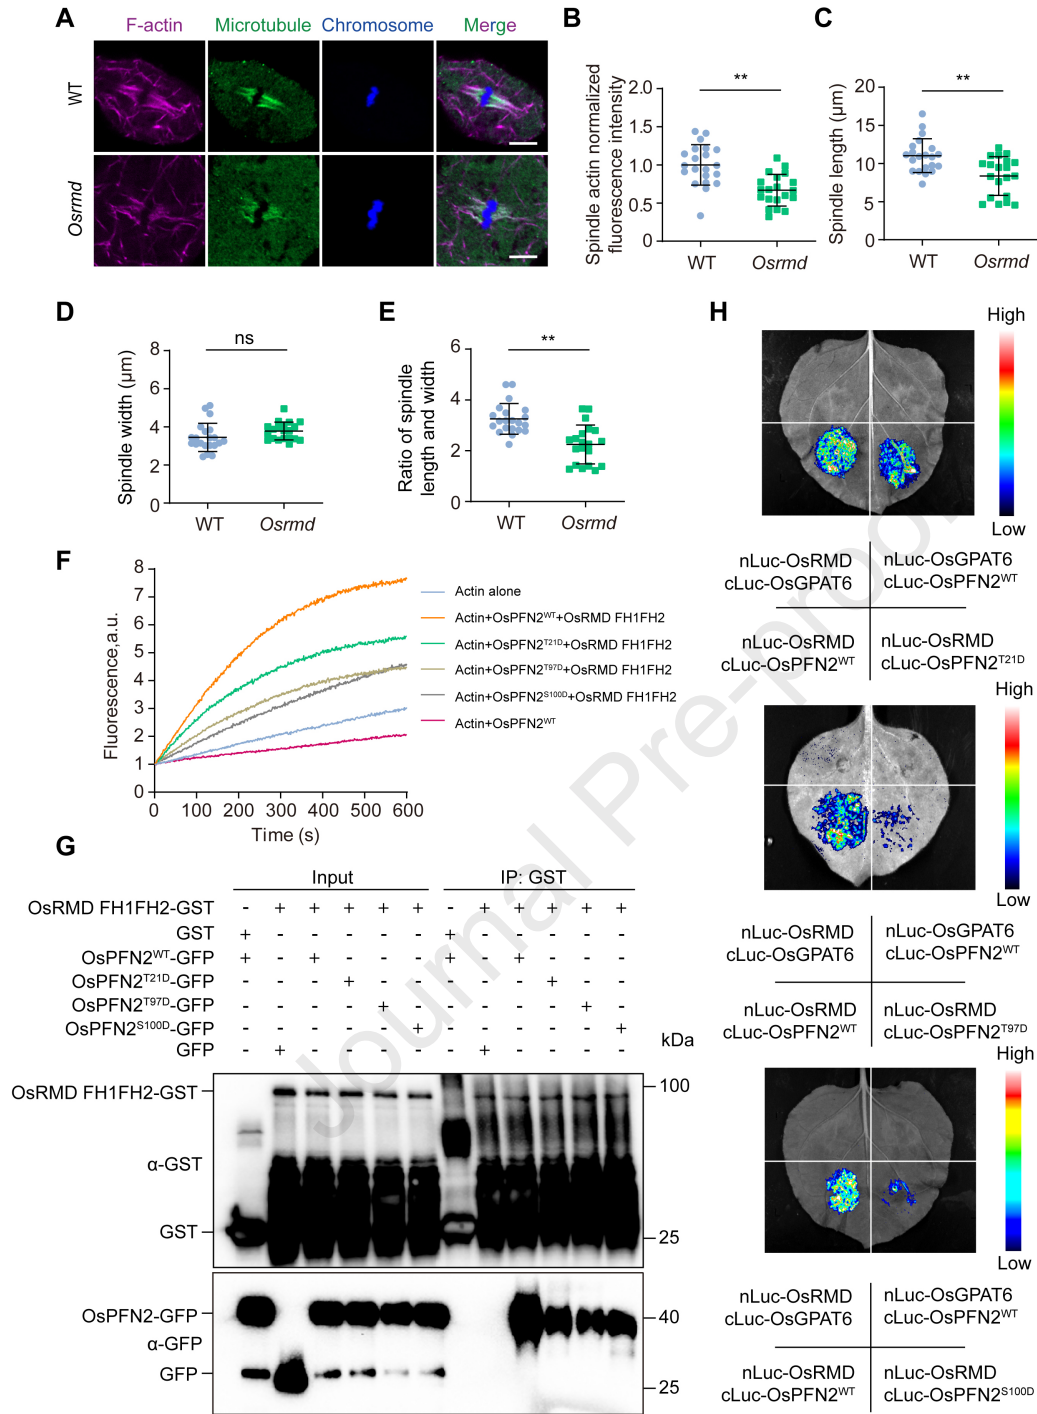 A
F-actin
Microtubule
Chromosome
Merge
WT
Osrmd
B
Spindle actin normalized
fluorescence intensity
2.0
1.5
1.0
0.5
0
**
WT
Osrmd
C
Spindle length (μm)
20
15
10
5
0
**
WT
Osrmd
D
Spindle width (μm)
8
6
4
2
0
ns
WT
Osrmd
E
Ratio of spindle
length and width
6
4
2
0
**
WT
Osrmd
F
Fluorescence,a.u.
8
7
6
5
4
3
2
1
0
0 100 200 300 400 500 600
Time (s)
Actin alone
Actin+OsPFN2WT+OsRMD FH1FH2
Actin+OsPFN2T21D+OsRMD FH1FH2
Actin+OsPFN2T97D+OsRMD FH1FH2
Actin+OsPFN2S100D+OsRMD FH1FH2
Actin+OsPFN2WT
G
Input
IP: GST
OsRMD FH1FH2-GST - + + + + + - + + + + +
GST + - - - - - + - - - - -
OsPFN2WT-GFP + - + - - - + - + - - -
OsPFN2T21D-GFP - - - + - - - - - + - -
OsPFN2T97D-GFP - - - - + - - - - - + -
OsPFN2S100D-GFP - - - - - + - - - - - +
GFP - + - - - - - + - - - -
kDa
OsRMD FH1FH2-GST
100
α-GST
GST
25
OsPFN2-GFP
40
α-GFP
GFP
25
H
High
Low
nLuc-OsRMD
cLuc-OsGPAT6
nLuc-OsGPAT6
cLuc-OsPFN2WT
nLuc-OsRMD
cLuc-OsPFN2WT
nLuc-OsRMD
cLuc-OsPFN2T21D
High
Low
nLuc-OsRMD
cLuc-OsGPAT6
nLuc-OsGPAT6
cLuc-OsPFN2WT
nLuc-OsRMD
cLuc-OsPFN2WT
nLuc-OsRMD
cLuc-OsPFN2T97D
High
Low
nLuc-OsRMD
cLuc-OsGPAT6
nLuc-OsGPAT6
cLuc-OsPFN2WT
nLuc-OsRMD
cLuc-OsPFN2WT
nLuc-OsRMD
cLuc-OsPFN2S100D
Journal Pre-proof